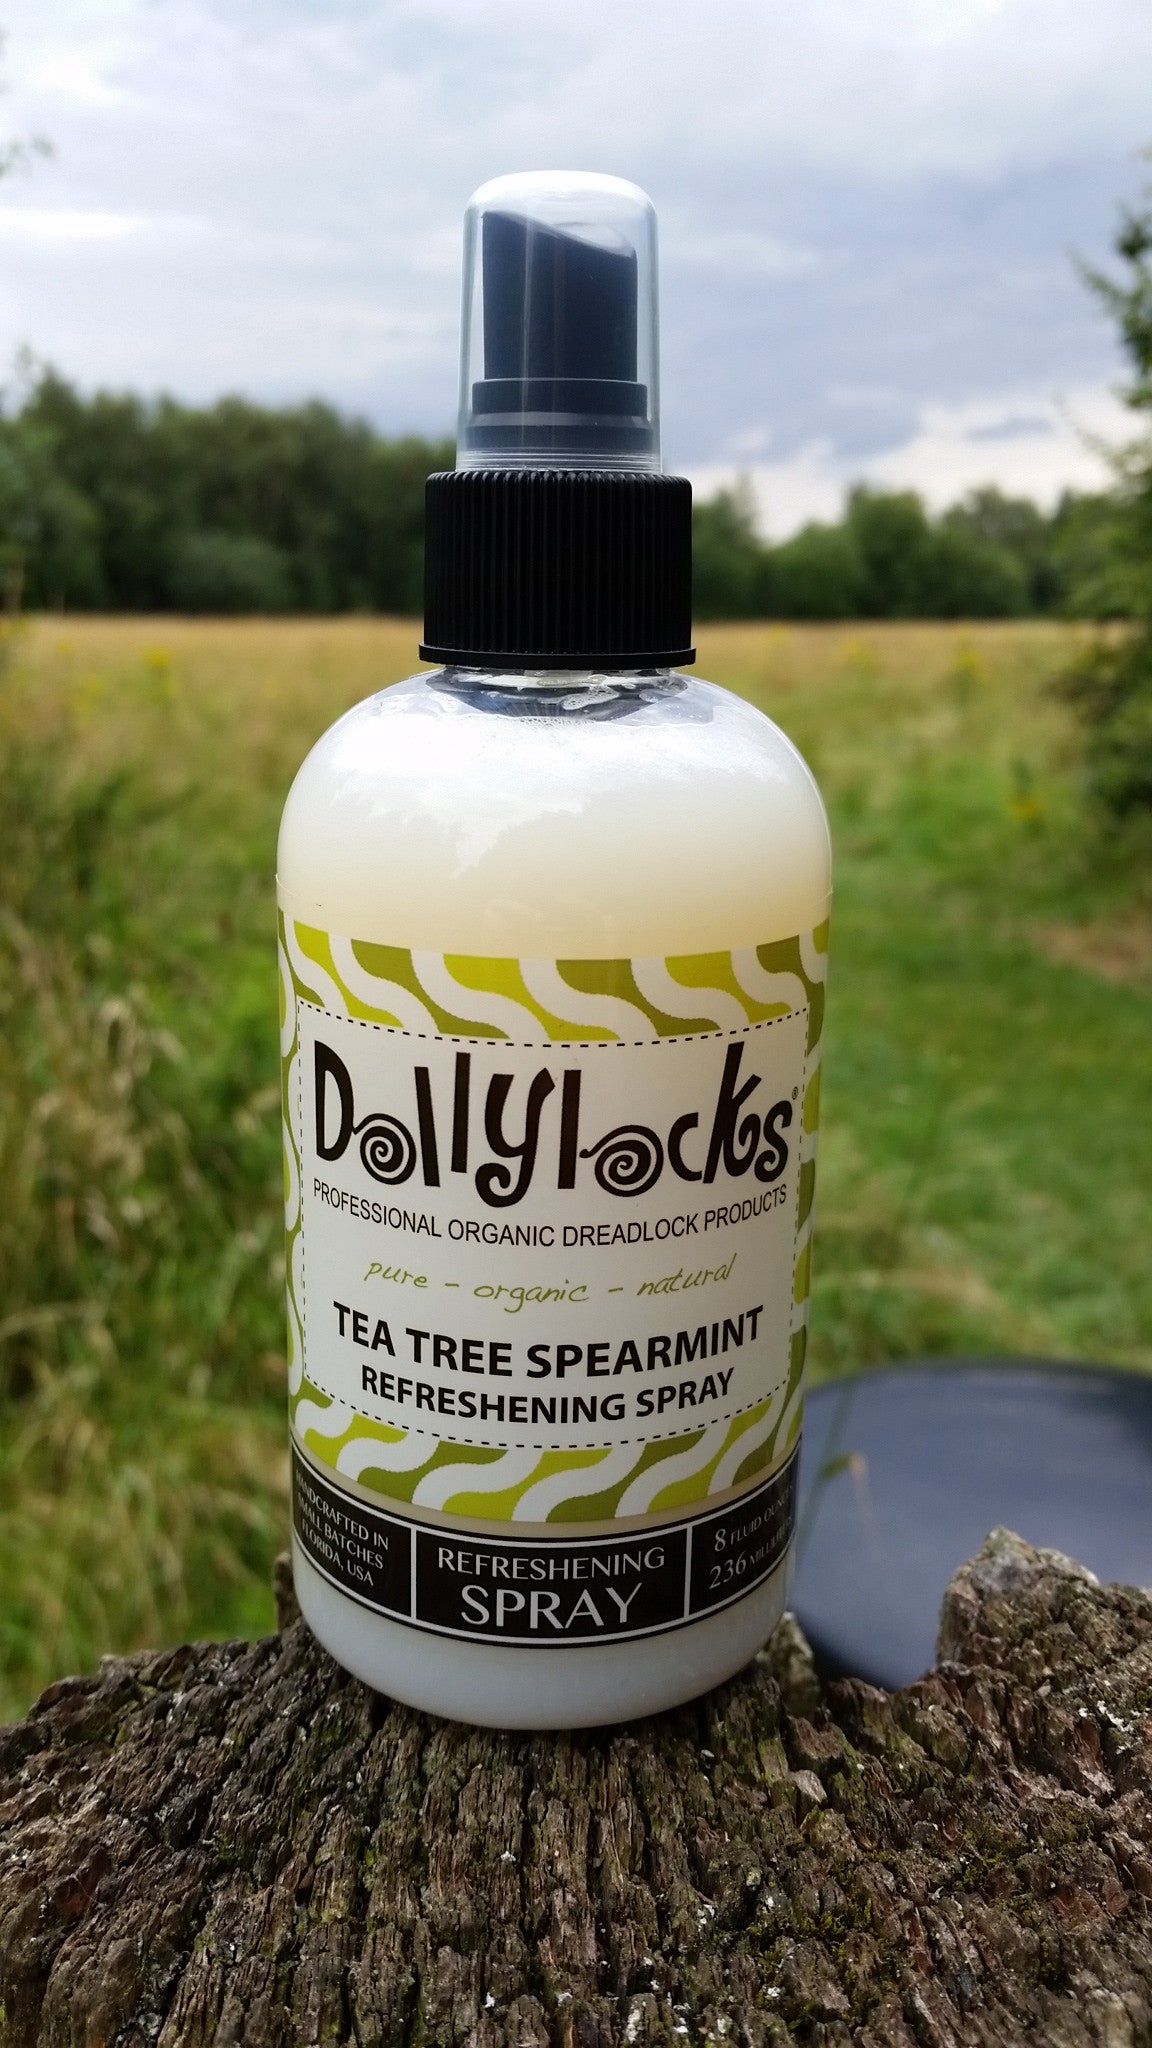 Dollylocks®
PROFESSIONAL ORGANIC DREADLOCK PRODUCTS
pure - organic - natural
TEA TREE SPEARMINT
REFRESHENING SPRAY
HANDCRAFTED IN
SMALL BATCHES
FLORIDA, USA
REFRESHENING
SPRAY
8 FLUID OUNCES
236 MILLILITERS